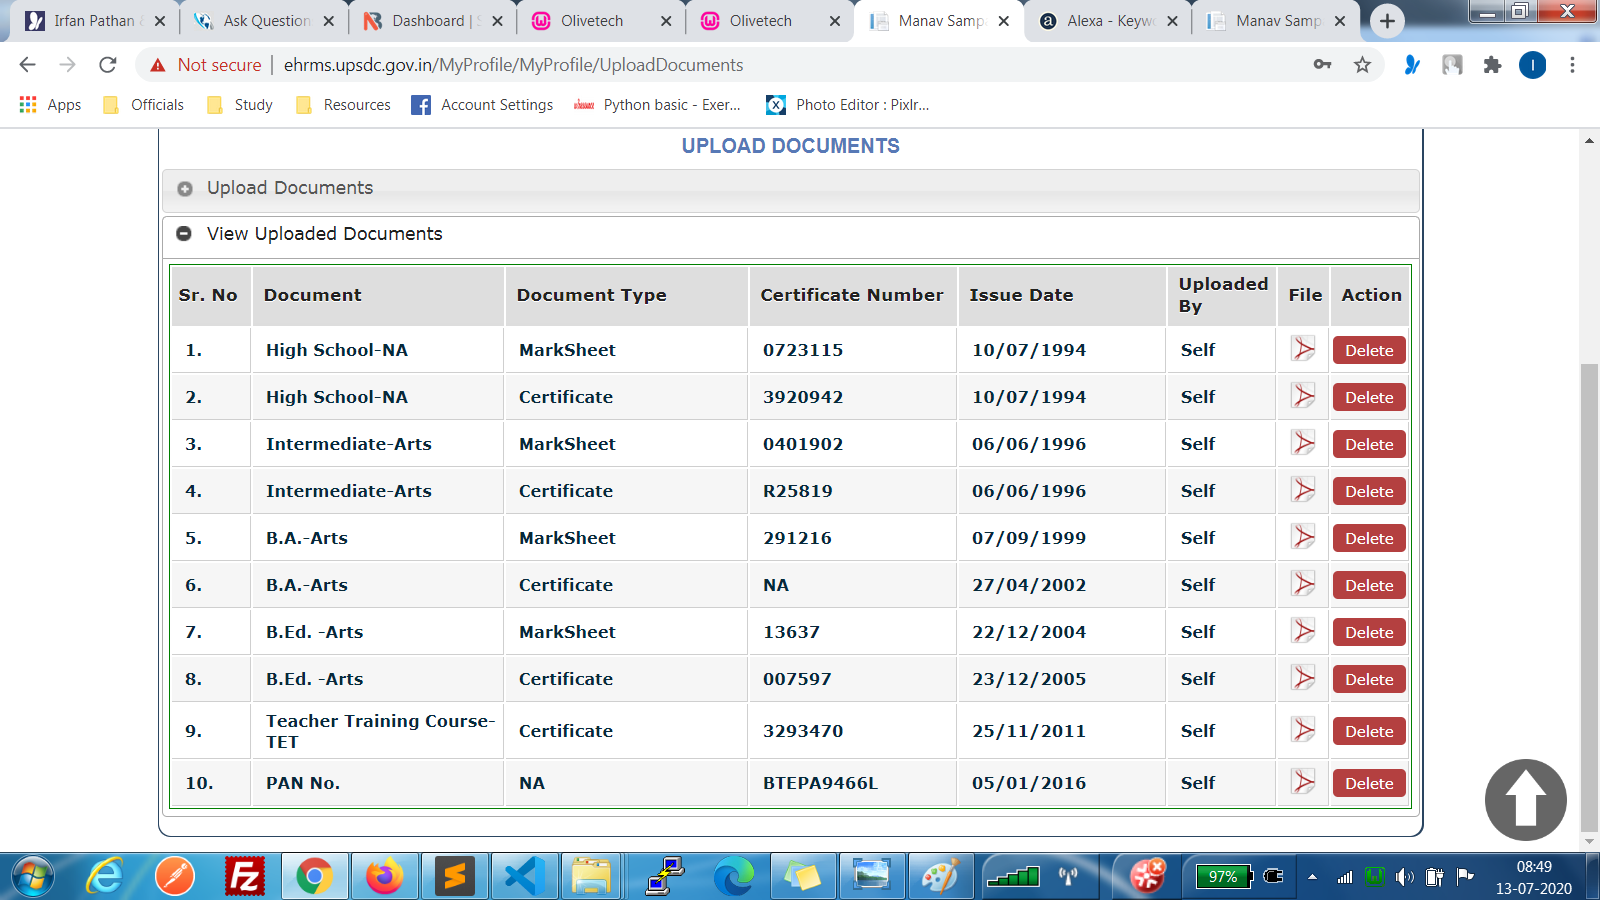 Irfan Pathan
Ask Question
Dashboard |
Olivetech
Olivetech
Manav Samp
Alexa - Keyw
Manav Samp
Not secure
ehrms.upsdc.gov.in/MyProfile/MyProfile/UploadDocuments
I
Apps
Officials
Study
Resources
Account Settings
Python basic - Exer...
Photo Editor : Pixlr...
UPLOAD DOCUMENTS
Upload Documents
View Uploaded Documents
Sr. No Document Document Type Certificate Number Issue Date Uploaded By File Action
1. High School-NA MarkSheet 0723115 10/07/1994 Self Delete
2. High School-NA Certificate 3920942 10/07/1994 Self Delete
3. Intermediate-Arts MarkSheet 0401902 06/06/1996 Self Delete
4. Intermediate-Arts Certificate R25819 06/06/1996 Self Delete
5. B.A.-Arts MarkSheet 291216 07/09/1999 Self Delete
6. B.A.-Arts Certificate NA 27/04/2002 Self Delete
7. B.Ed. -Arts MarkSheet 13637 22/12/2004 Self Delete
8. B.Ed. -Arts Certificate 007597 23/12/2005 Self Delete
9. Teacher Training Course-TET Certificate 3293470 25/11/2011 Self Delete
10. PAN No. NA BTEPA9466L 05/01/2016 Self Delete
97%
08:49
13-07-2020